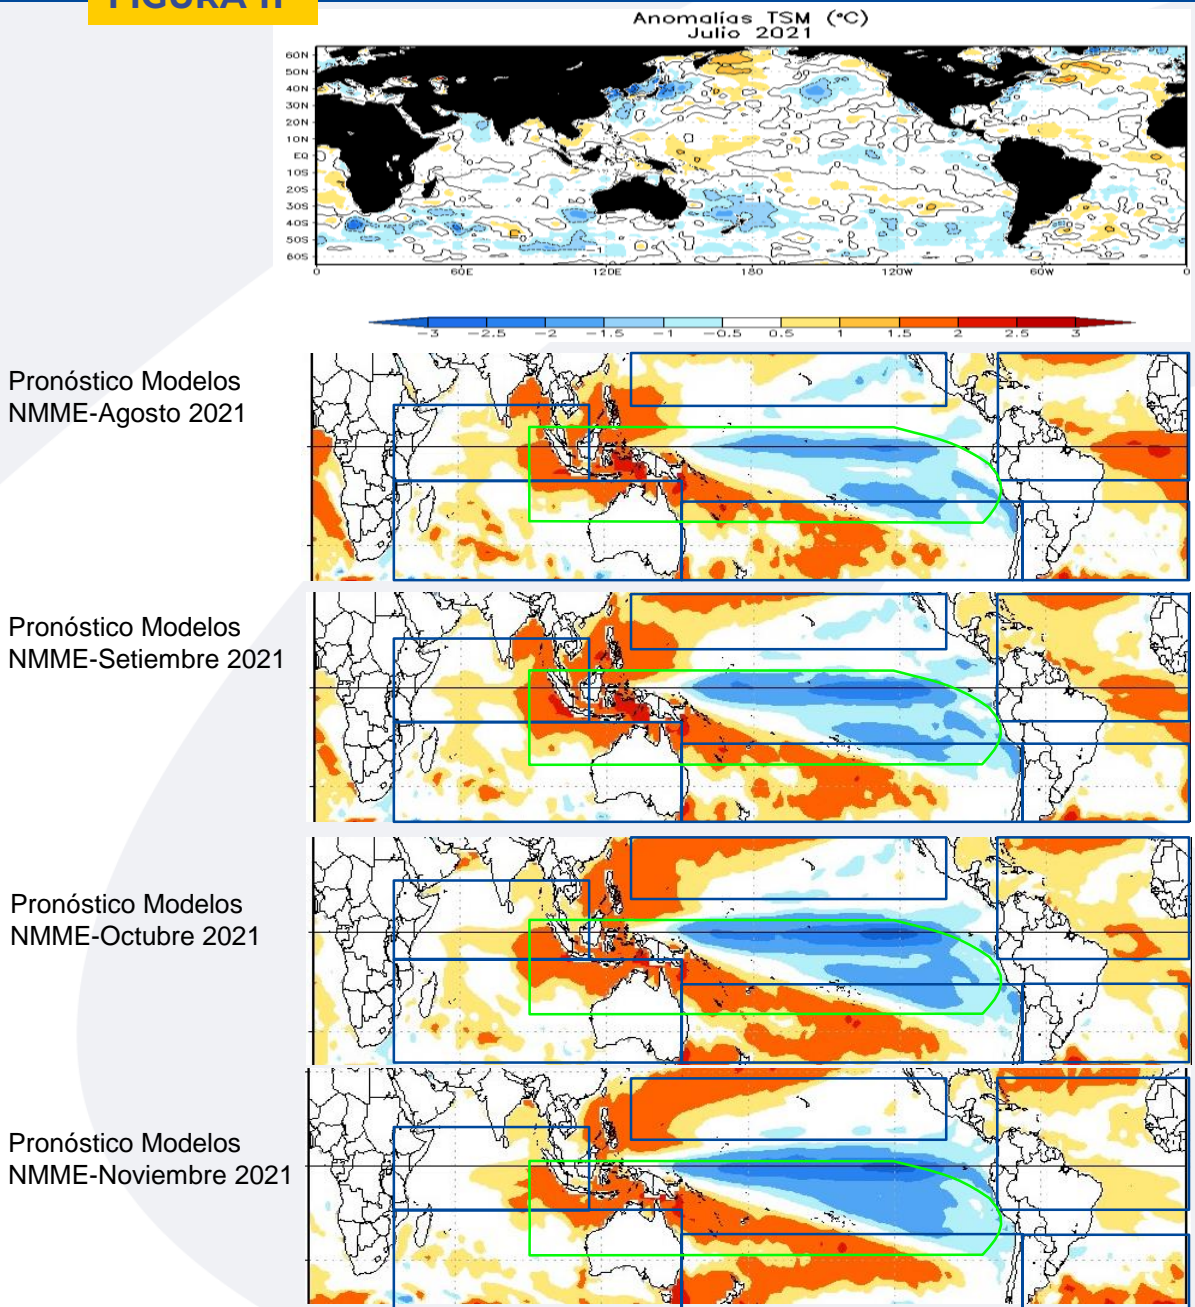 FIGURA II
Anomalías TSM (°C)
Julio 2021
60N
50N
40N
30N
20N
10N
EQ
10S
20S
30S
40S
50S
60S
0 60E 120E 180 120W 60W 0
-3 -2.5 -2 -1.5 -1 -0.5 0.5 1 1.5 2 2.5 3
Pronóstico Modelos
NMME-Agosto 2021
Pronóstico Modelos
NMME-Setiembre 2021
Pronóstico Modelos
NMME-Octubre 2021
Pronóstico Modelos
NMME-Noviembre 2021